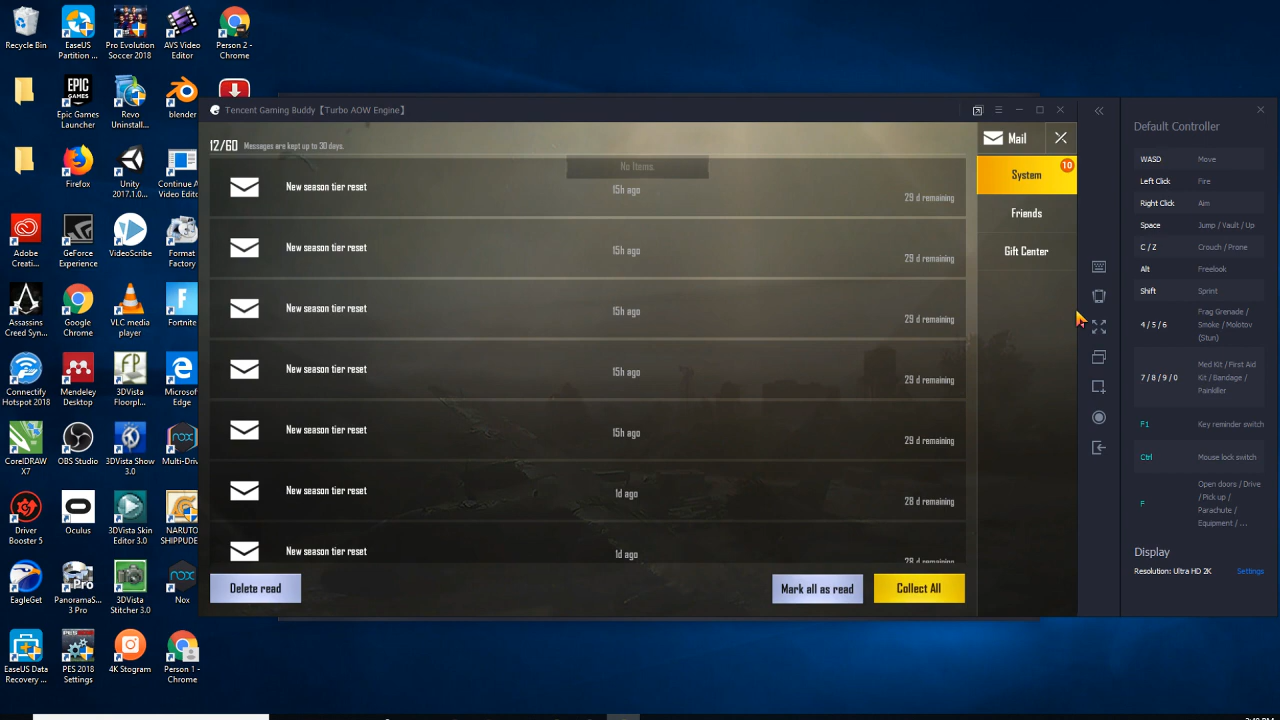 Recycle Bin
EaseUS
Partition ...
Pro Evolution
Soccer 2018
AVS Video
Editor
Person 2 -
Chrome
EPIC
GAMES
Epic Games
Launcher
Revo
Uninstall...
blender
Firefox
Unity
2017.1.0...
Continue A
Video Edito
Adobe
Creati...
GeForce
Experience
VideoScribe
Format
Factory
Assassins
Creed Syn...
Google
Chrome
VLC media
player
Fortnite
Connectify
Hotspot 2018
Mendeley
Desktop
FP
3DVista
Floorpl...
Microsof
Edge
CorelDRAW
X7
OBS Studio
3DVista Show
3.0
nox
Multi-Driv
Driver
Booster 5
Oculus
3DVista Skin
Editor 3.0
NARUTO
SHIPPUDE
EagleGet
Pro
PanoramaS...
3 Pro
3DVista
Stitcher 3.0
nox
Nox
EaseUS Data
Recovery ...
PES 2018
Settings
4K Stogram
Person 1 -
Chrome
Tencent Gaming Buddy【Turbo AOW Engine】
12/60 Messages are kept up to 30 days.
No Items.
New season tier reset 15h ago 29 d remaining
New season tier reset 15h ago 29 d remaining
New season tier reset 15h ago 29 d remaining
New season tier reset 15h ago 29 d remaining
New season tier reset 15h ago 29 d remaining
New season tier reset 1d ago 28 d remaining
New season tier reset 1d ago 28 d remaining
Delete read
Mark all as read
Collect All
Mail
System 10
Friends
Gift Center
Default Controller
WASD Move
Left Click Fire
Right Click Aim
Space Jump / Vault / Up
C / Z Crouch / Prone
Alt Freelook
Shift Sprint
4 / 5 / 6 Frag Grenade /
Smoke / Molotov
(Stun)
7 / 8 / 9 / 0 Med Kit / First Aid
Kit / Bandage /
Painkiller
F1 Key reminder switch
Ctrl Mouse lock switch
F Open doors / Drive
/ Pick up /
Parachute /
Equipment / ...
Display
Resolution: Ultra HD 2K Settings